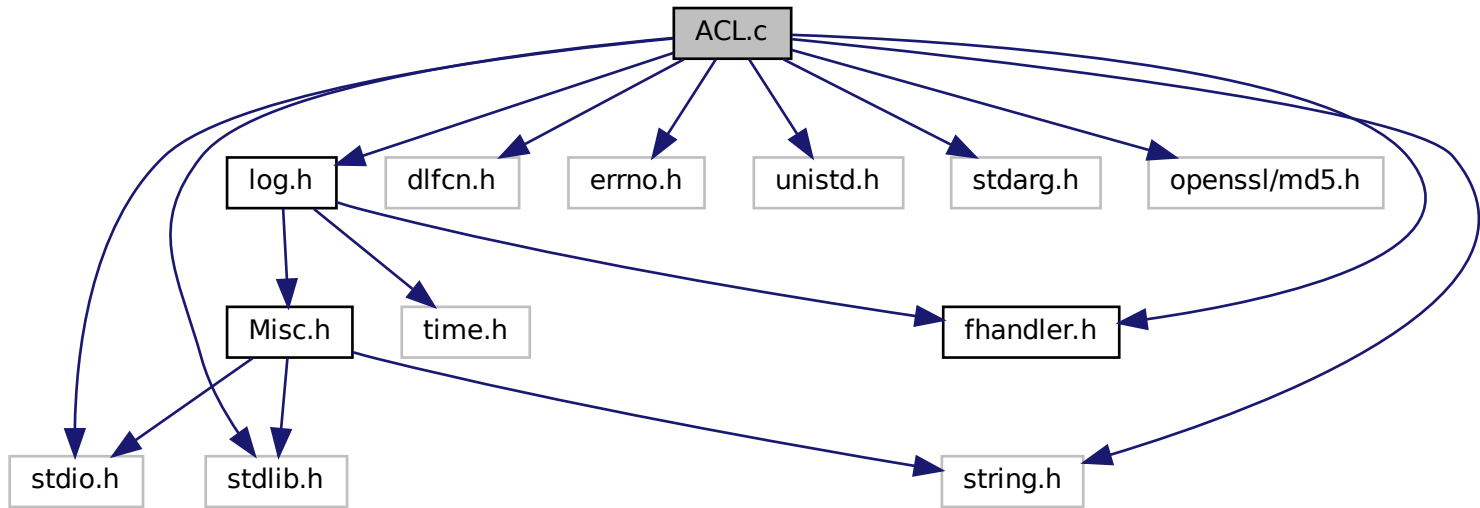 ACL.c
log.h
dlfcn.h
errno.h
unistd.h
stdarg.h
openssl/md5.h
Misc.h
time.h
fhandler.h
stdio.h
stdlib.h
string.h